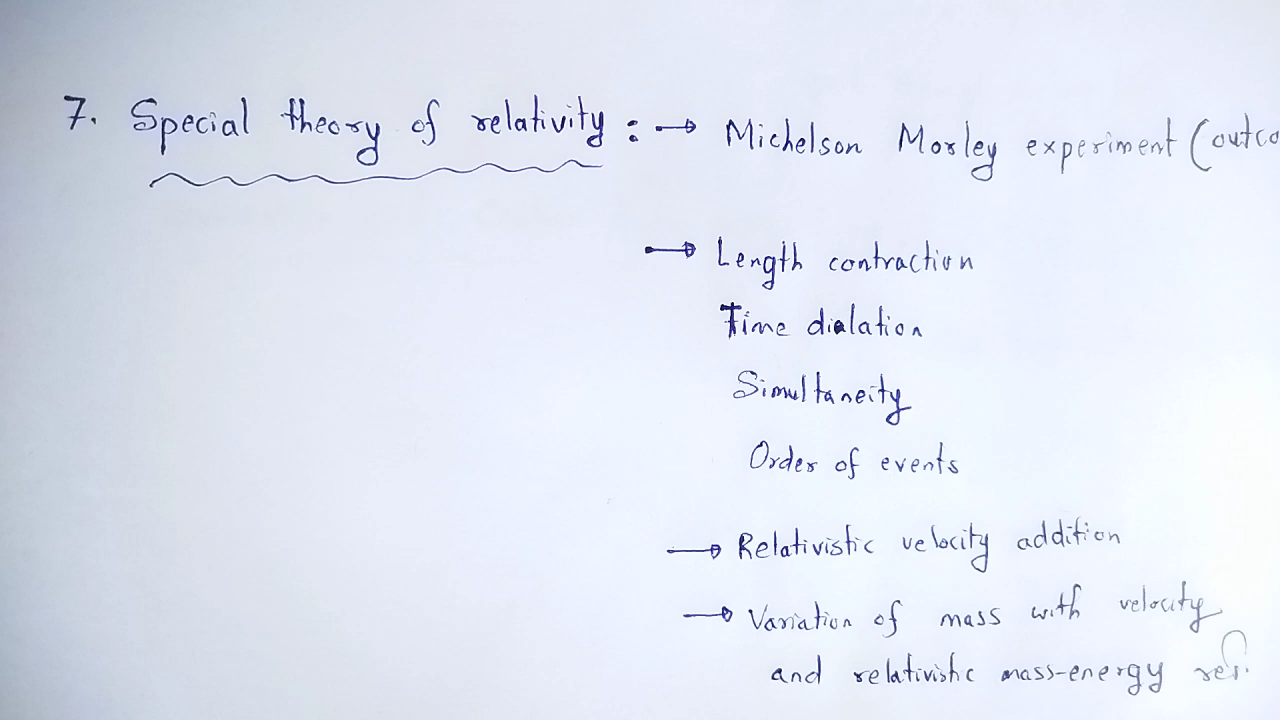 7. Special theory of relativity : → Michelson Morley experiment (outco
→ Length contraction
Time dialation
Simultaneity
Order of events
→ Relativistic velocity addition
→ Variation of mass with velocity
and relativistic mass-energy